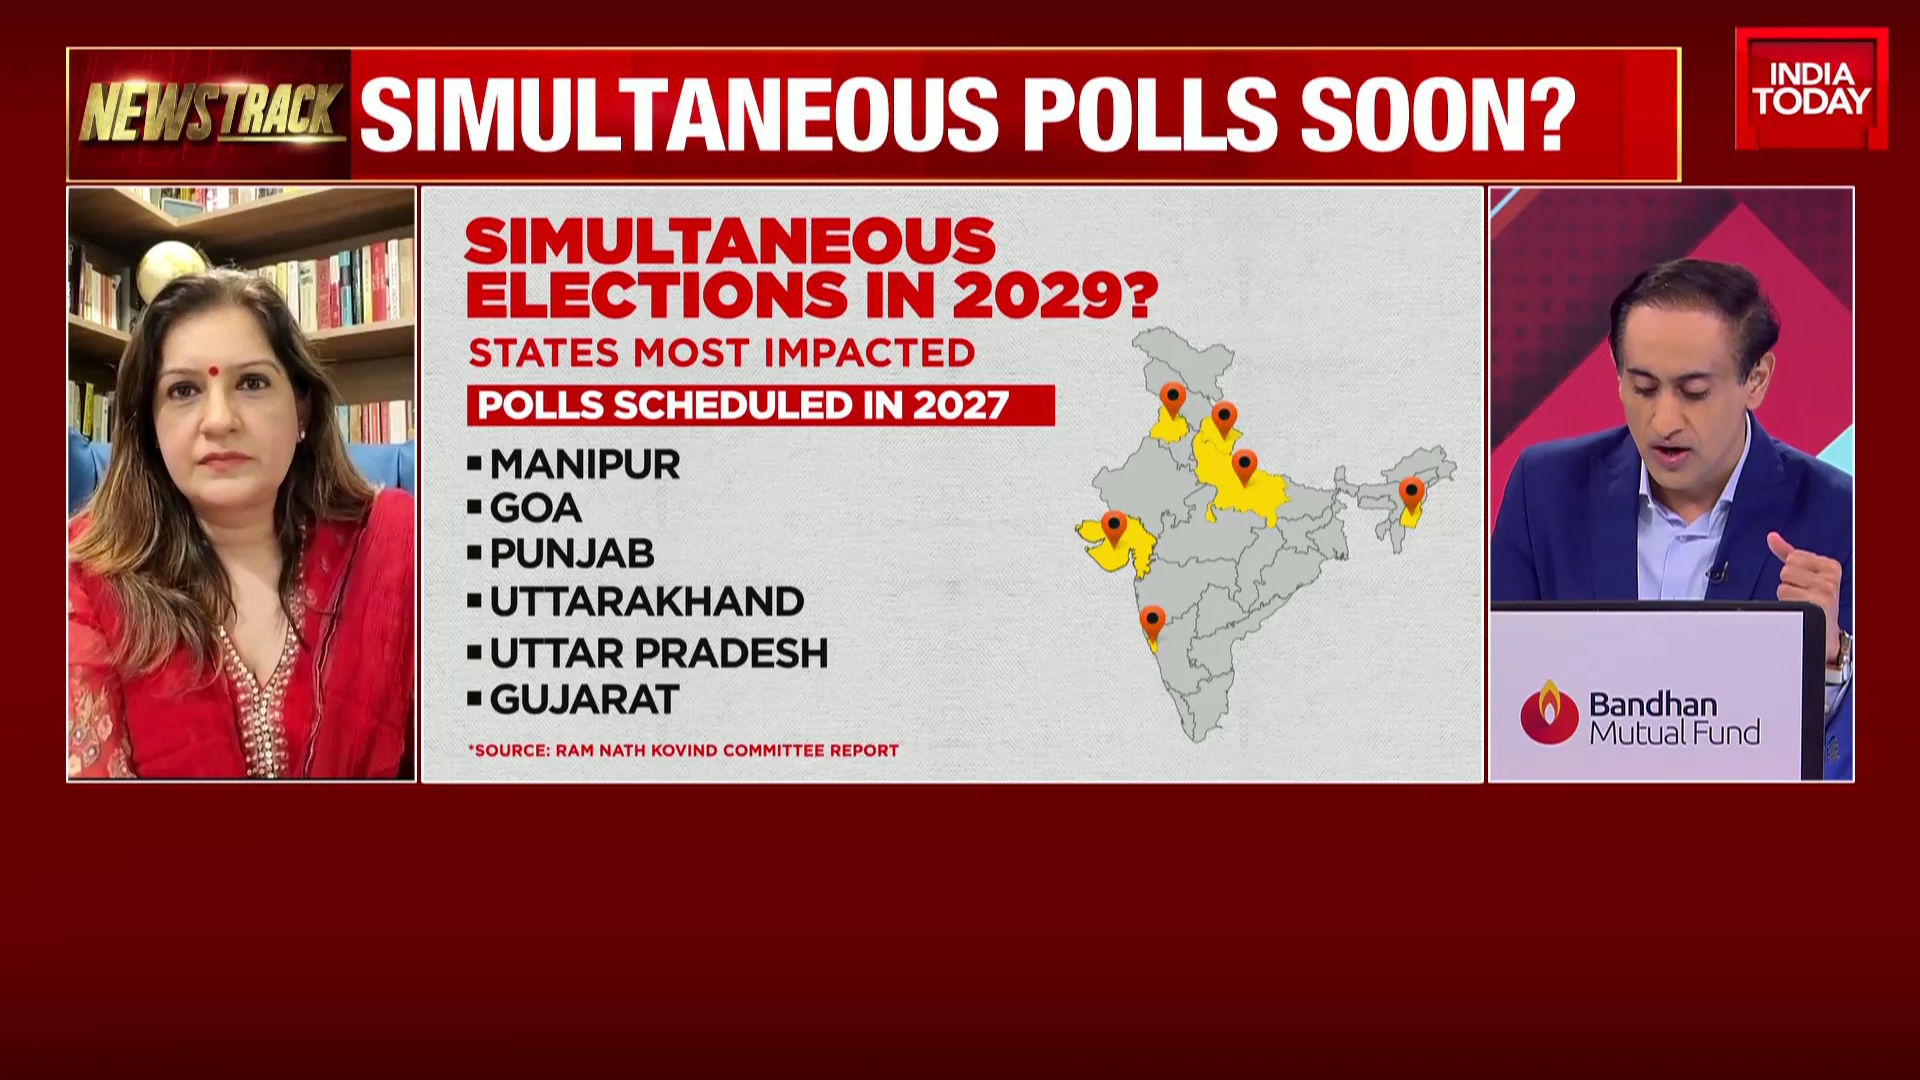 NEWSTRACK
SIMULTANEOUS POLLS SOON?
INDIA
TODAY
SIMULTANEOUS
ELECTIONS IN 2029?
STATES MOST IMPACTED
POLLS SCHEDULED IN 2027
MANIPUR
GOA
PUNJAB
UTTARAKHAND
UTTAR PRADESH
GUJARAT
*SOURCE: RAM NATH KOVIND COMMITTEE REPORT
Bandhan
Mutual Fund